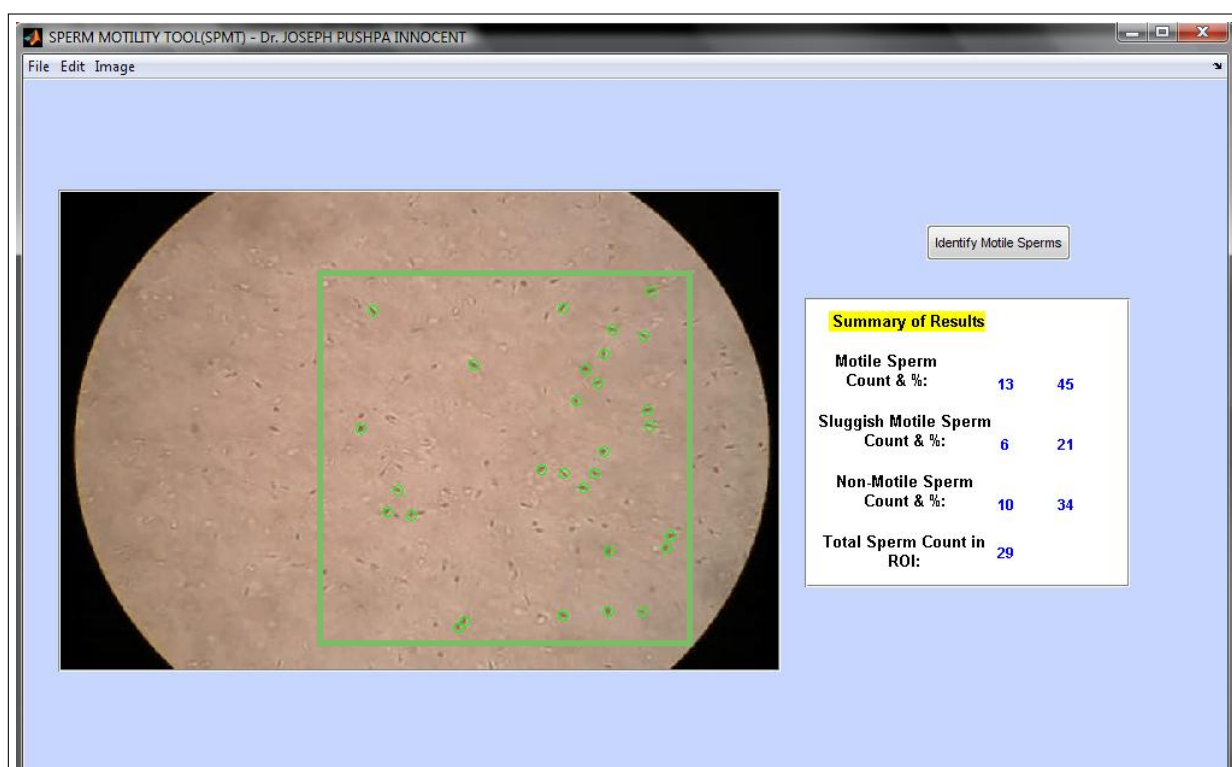 SPERM MOTILITY TOOL(SPMT) - Dr. JOSEPH PUSHPA INNOCENT
File Edit Image
Identify Motile Sperms
Summary of Results
Motile Sperm
Count & %: 13 45
Sluggish Motile Sperm
Count & %: 6 21
Non-Motile Sperm
Count & %: 10 34
Total Sperm Count in
ROI: 29